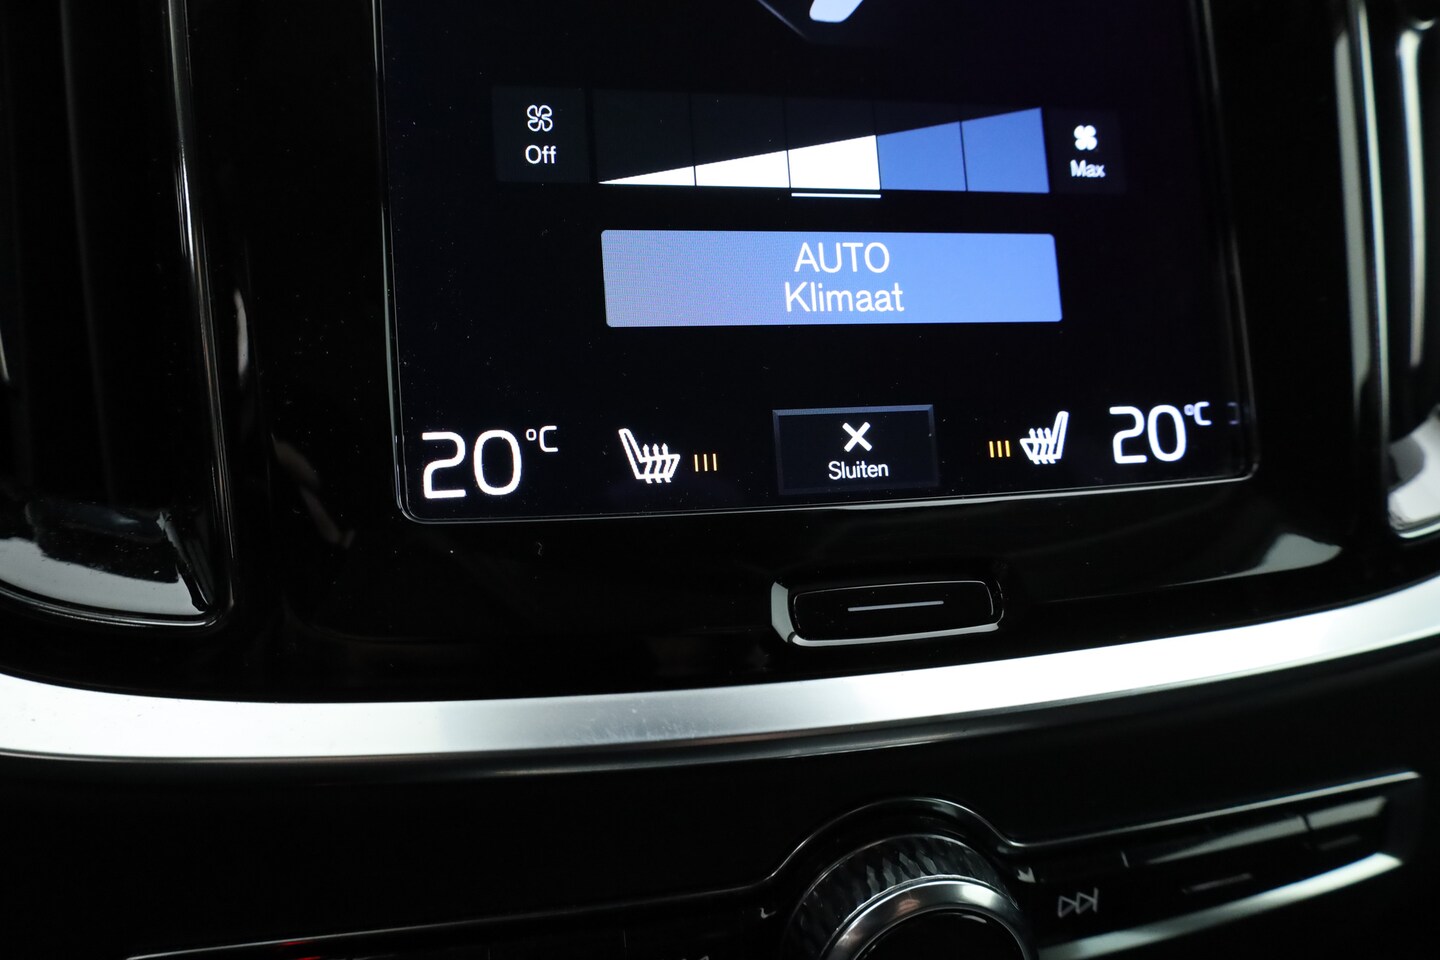 Off
Max
AUTO
Klimaat
20°C
Sluiten
20°C